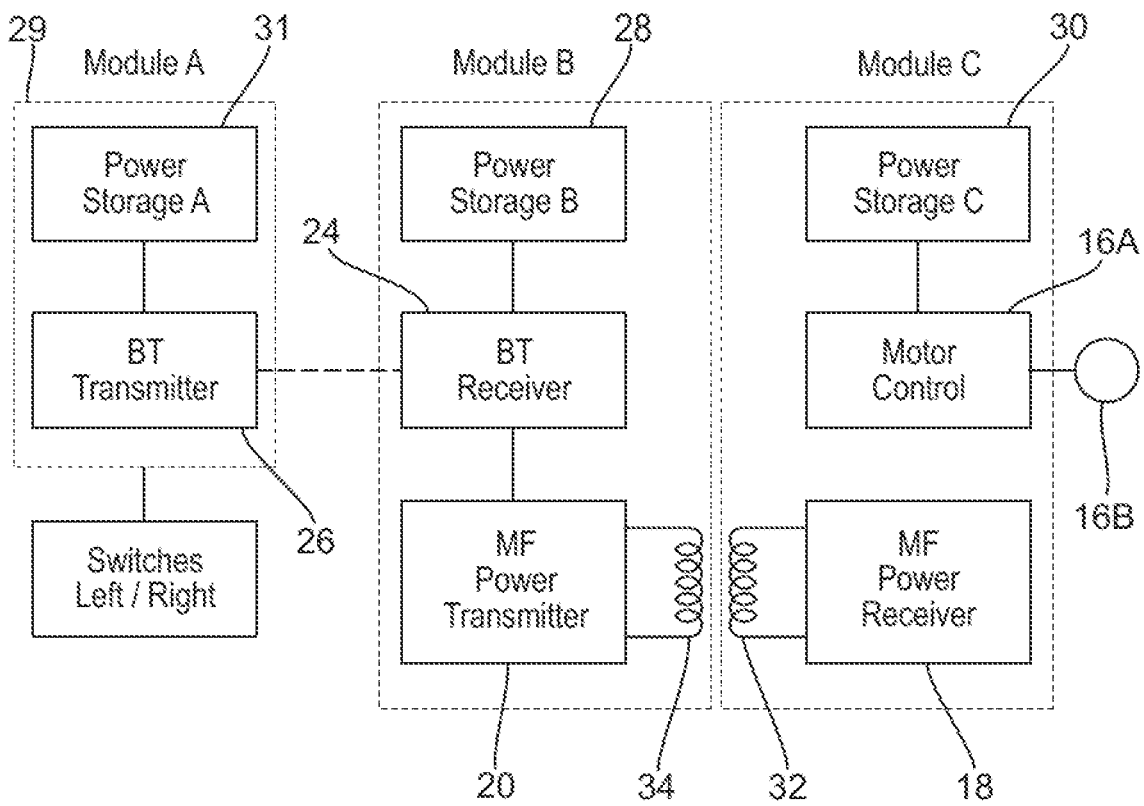 29
31
28
30
Module A
Module B
Module C
Power
Storage A
Power
Storage B
Power
Storage C
24
16A
BT
Transmitter
BT
Receiver
Motor
Control
26
16B
Switches
Left / Right
MF
Power
Transmitter
MF
Power
Receiver
20
34
32
18